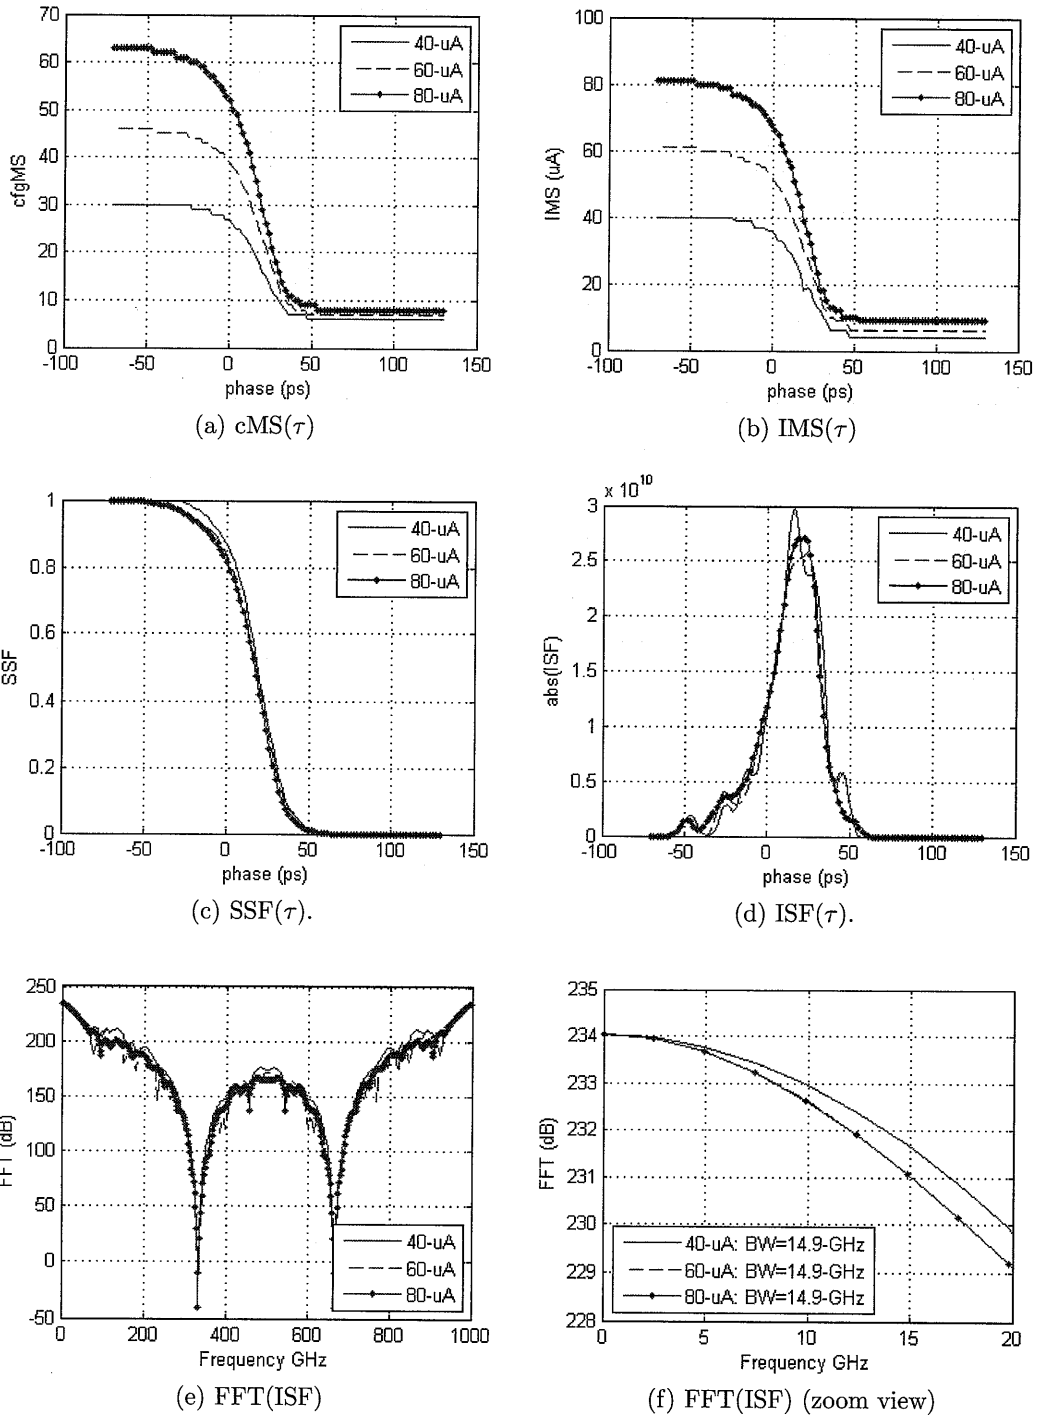 70
60
50
40
30
20
10
0
cfgMS
40-uA
60-uA
80-uA
-100 -50 0 50 100 150
phase (ps)
(a) cMS(τ)
100
80
60
40
20
0
IMS (uA)
40-uA
60-uA
80-uA
-100 -50 0 50 100 150
phase (ps)
(b) IMS(τ)
1
0.8
0.6
0.4
0.2
0
SSF
40-uA
60-uA
80-uA
-100 -50 0 50 100 150
phase (ps)
(c) SSF(τ).
x 10^10
3
2.5
2
1.5
1
0.5
0
abs(ISF)
40-uA
60-uA
80-uA
-100 -50 0 50 100 150
phase (ps)
(d) ISF(τ).
250
200
150
100
50
0
-50
FFT (dB)
40-uA
60-uA
80-uA
0 200 400 600 800 1000
Frequency GHz
(e) FFT(ISF)
235
234
233
232
231
230
229
228
FFT (dB)
40-uA: BW=14.9-GHz
60-uA: BW=14.9-GHz
80-uA: BW=14.9-GHz
0 5 10 15 20
Frequency GHz
(f) FFT(ISF) (zoom view)